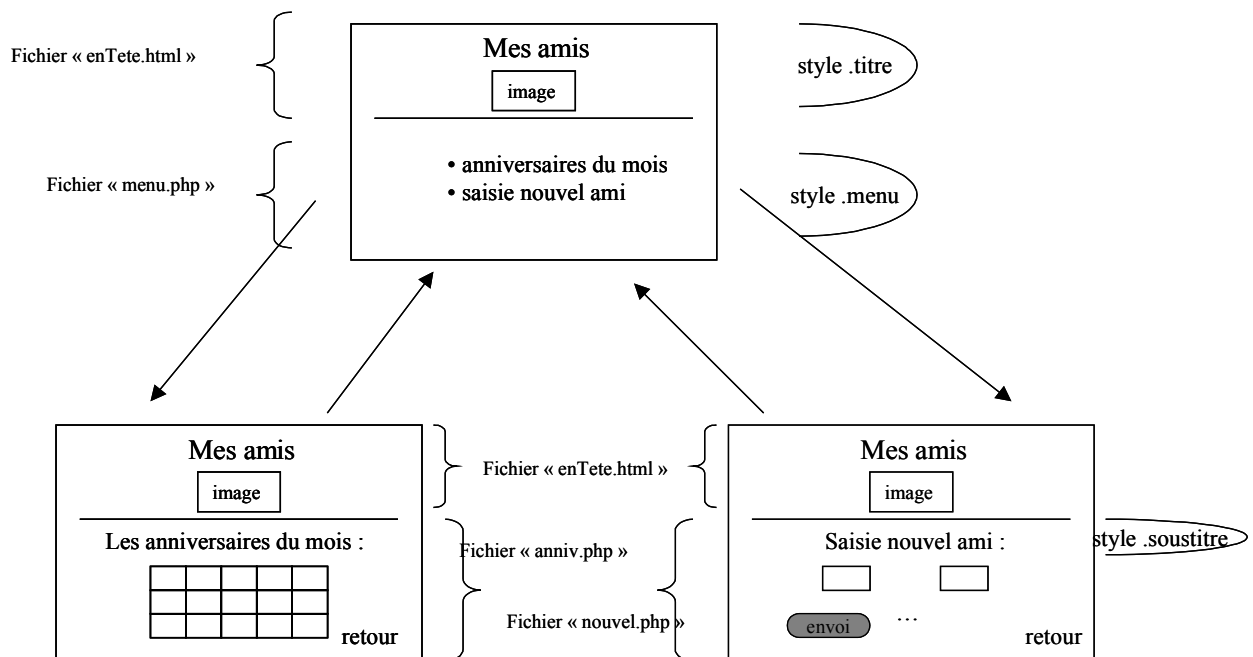 Fichier « enTete.html »
Mes amis
image
style .titre
Fichier « menu.php »
• anniversaires du mois
• saisie nouvel ami
style .menu
Mes amis
image
Les anniversaires du mois :
retour
Fichier « enTete.html »
Fichier « anniv.php »
Fichier « nouvel.php »
Mes amis
image
Saisie nouvel ami :
envoi
...
retour
style .soustitre